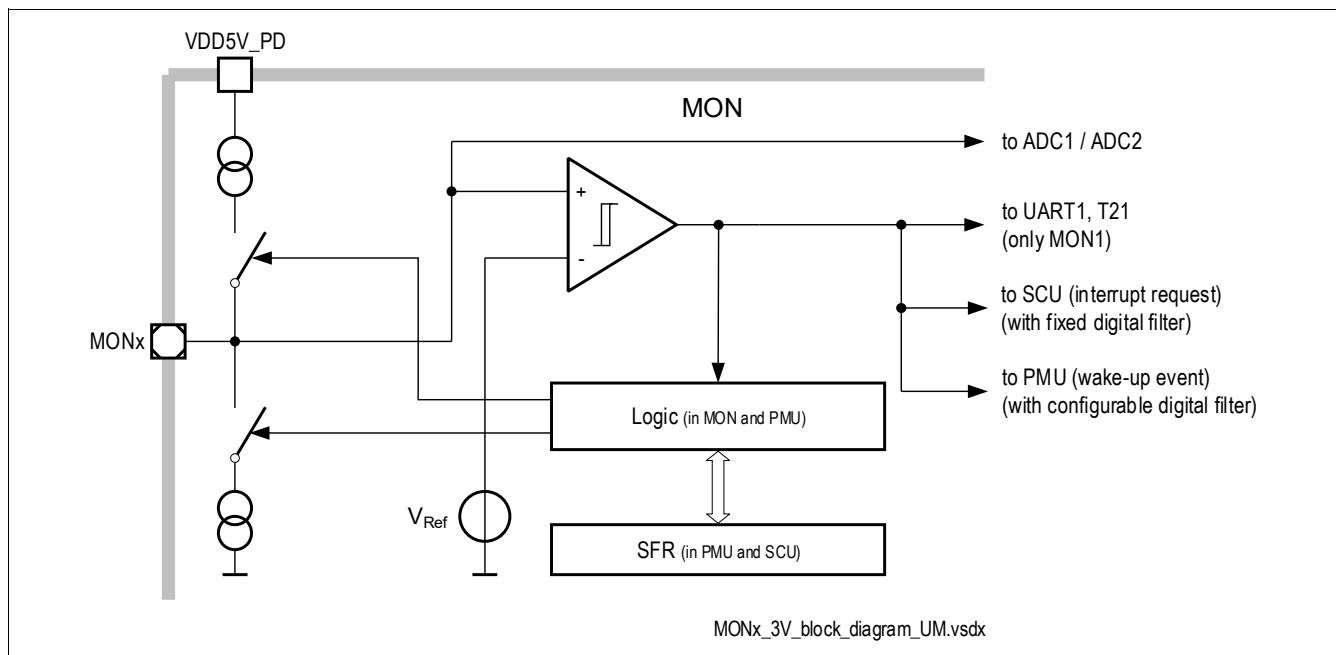 VDD5V_PD
MON
to ADC1 / ADC2
+
to UART1, T21
(only MON1)
-
to SCU (interrupt request)
(with fixed digital filter)
MONx
to PMU (wake-up event)
(with configurable digital filter)
Logic (in MON and PMU)
VRef
SFR (in PMU and SCU)
MONx_3V_block_diagram_UM.vsdx